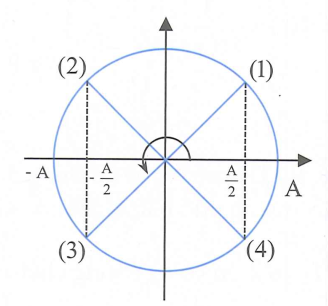 (2)
(1)
- A
- A/2
A/2
A
(3)
(4)